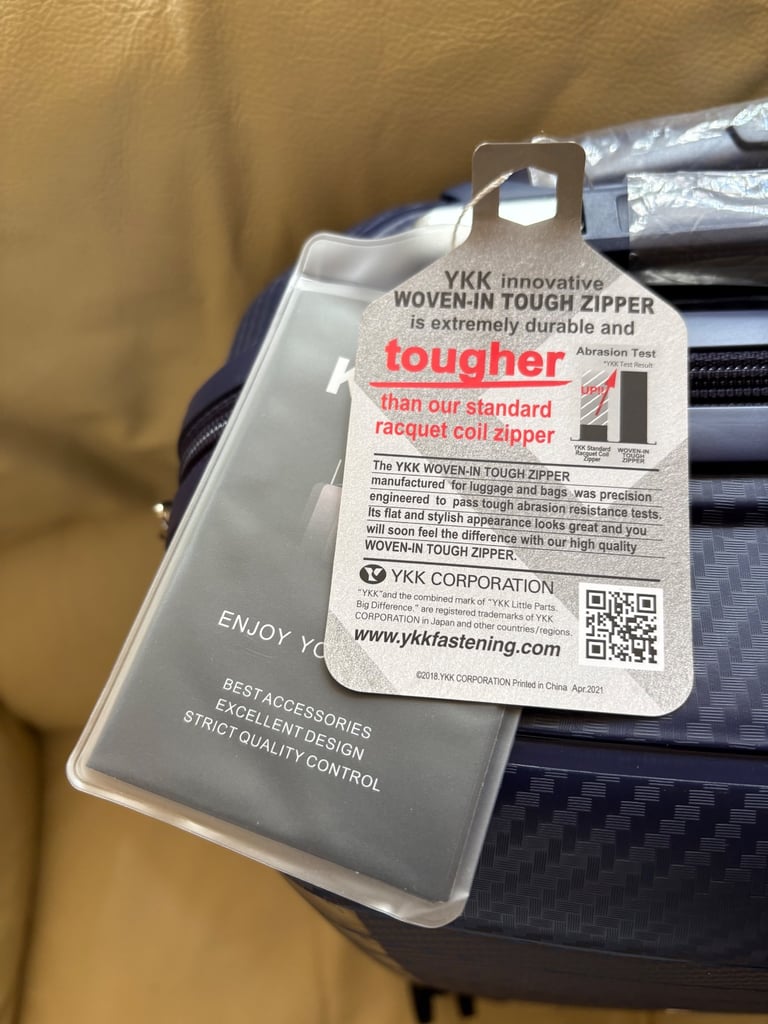 YKK innovative
WOVEN-IN TOUGH ZIPPER
is extremely durable and
tougher
than our standard
racquet coil zipper
Abrasion Test
*YKK Test Result
UP!!
YKK Standard
Racquet Coil
Zipper
WOVEN-IN
TOUGH
ZIPPER
The YKK WOVEN-IN TOUGH ZIPPER
manufactured for luggage and bags was precision
engineered to pass tough abrasion resistance tests.
Its flat and stylish appearance looks great and you
will soon feel the difference with our high quality
WOVEN-IN TOUGH ZIPPER.
YKK CORPORATION
"YKK"and the combined mark of "YKK Little Parts.
Big Difference." are registered trademarks of YKK
CORPORATION in Japan and other countries/regions.
www.ykkfastening.com
©2018.YKK CORPORATION Printed in China Apr.2021
ENJOY
BEST ACCESSORIES
EXCELLENT DESIGN
STRICT QUALITY CONTROL